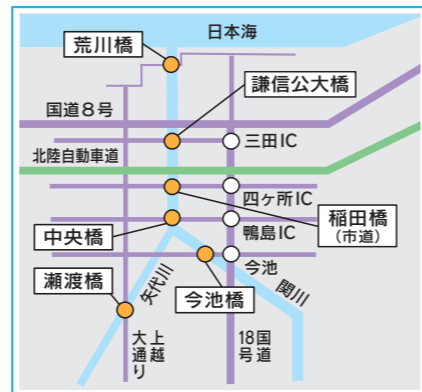 日本海
荒川橋
謙信公大橋
国道8号
三田IC
北陸自動車道
四ヶ所IC
稲田橋
(市道)
中央橋
鴨島IC
今池
瀬渡橋
矢代川
今池橋
関川
上越
大通り
国道
18号